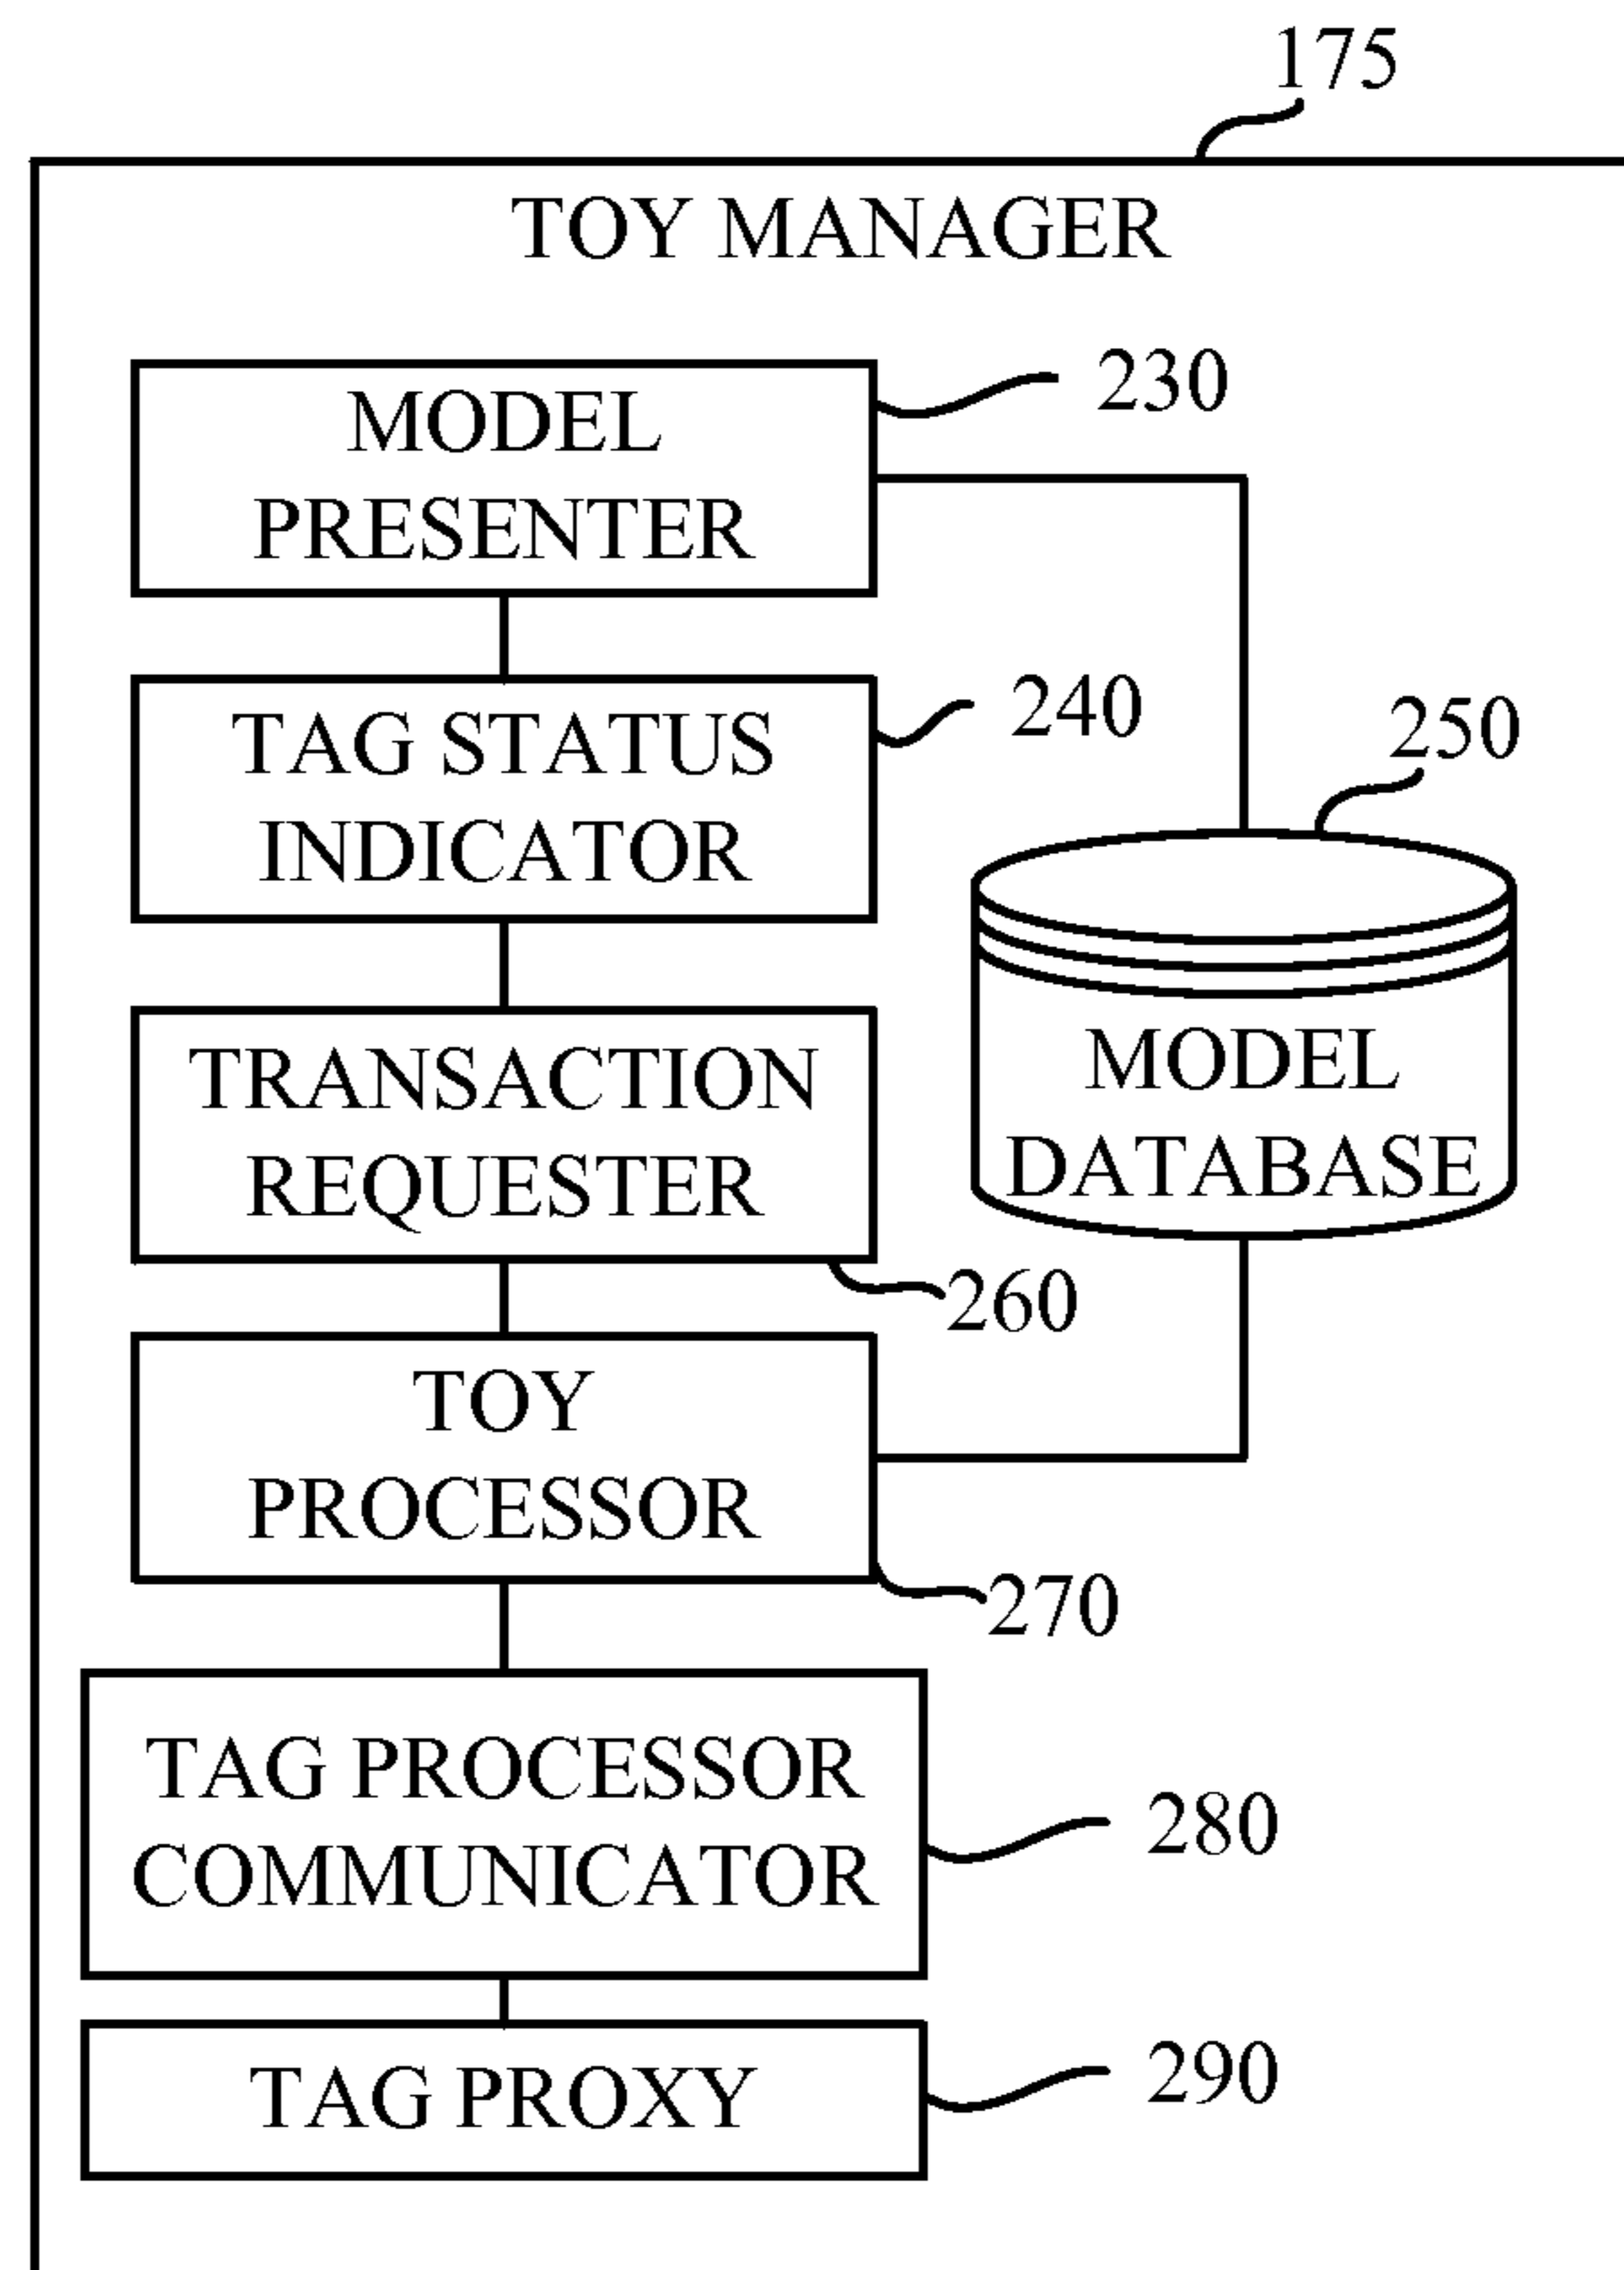 175
TOY MANAGER
MODEL
PRESENTER
230
TAG STATUS
INDICATOR
240
250
MODEL
DATABASE
TRANSACTION
REQUESTER
260
TOY
PROCESSOR
270
TAG PROCESSOR
COMMUNICATOR
280
TAG PROXY
290